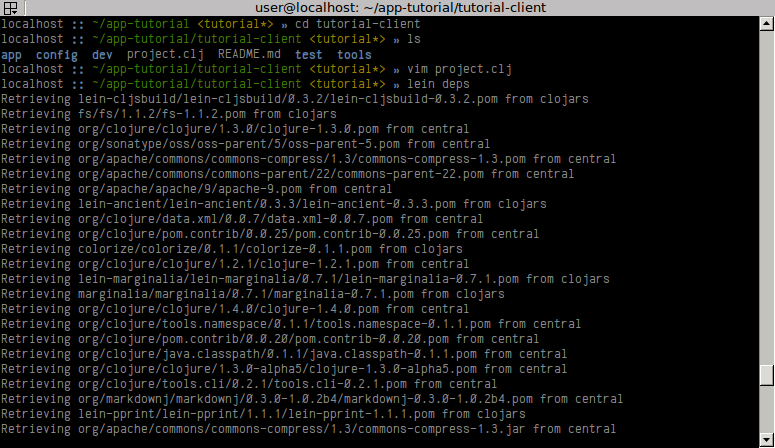 user@localhost: ~/app-tutorial/tutorial-client
localhost :: ~/app-tutorial <tutorial*> » cd tutorial-client
localhost :: ~/app-tutorial/tutorial-client <tutorial*> » ls
app config dev project.clj README.md test tools
localhost :: ~/app-tutorial/tutorial-client <tutorial*> » vim project.clj
localhost :: ~/app-tutorial/tutorial-client <tutorial*> » lein deps
Retrieving lein-cljsbuild/lein-cljsbuild/0.3.2/lein-cljsbuild-0.3.2.pom from clojars
Retrieving fs/fs/1.1.2/fs-1.1.2.pom from clojars
Retrieving org/clojure/clojure/1.3.0/clojure-1.3.0.pom from central
Retrieving org/sonatype/oss/oss-parent/5/oss-parent-5.pom from central
Retrieving org/apache/commons/commons-compress/1.3/commons-compress-1.3.pom from central
Retrieving org/apache/commons/commons-parent/22/commons-parent-22.pom from central
Retrieving org/apache/apache/9/apache-9.pom from central
Retrieving lein-ancient/lein-ancient/0.3.3/lein-ancient-0.3.3.pom from clojars
Retrieving org/clojure/data.xml/0.0.7/data.xml-0.0.7.pom from central
Retrieving org/clojure/pom.contrib/0.0.25/pom.contrib-0.0.25.pom from central
Retrieving colorize/colorize/0.1.1/colorize-0.1.1.pom from clojars
Retrieving org/clojure/clojure/1.2.1/clojure-1.2.1.pom from central
Retrieving lein-marginalia/lein-marginalia/0.7.1/lein-marginalia-0.7.1.pom from clojars
Retrieving marginalia/marginalia/0.7.1/marginalia-0.7.1.pom from clojars
Retrieving org/clojure/clojure/1.4.0/clojure-1.4.0.pom from central
Retrieving org/clojure/tools.namespace/0.1.1/tools.namespace-0.1.1.pom from central
Retrieving org/clojure/pom.contrib/0.0.20/pom.contrib-0.0.20.pom from central
Retrieving org/clojure/java.classpath/0.1.1/java.classpath-0.1.1.pom from central
Retrieving org/clojure/clojure/1.3.0-alpha5/clojure-1.3.0-alpha5.pom from central
Retrieving org/clojure/tools.cli/0.2.1/tools.cli-0.2.1.pom from central
Retrieving org/markdownj/markdownj/0.3.0-1.0.2b4/markdownj-0.3.0-1.0.2b4.pom from central
Retrieving lein-pprint/lein-pprint/1.1.1/lein-pprint-1.1.1.pom from clojars
Retrieving org/apache/commons/commons-compress/1.3/commons-compress-1.3.jar from central